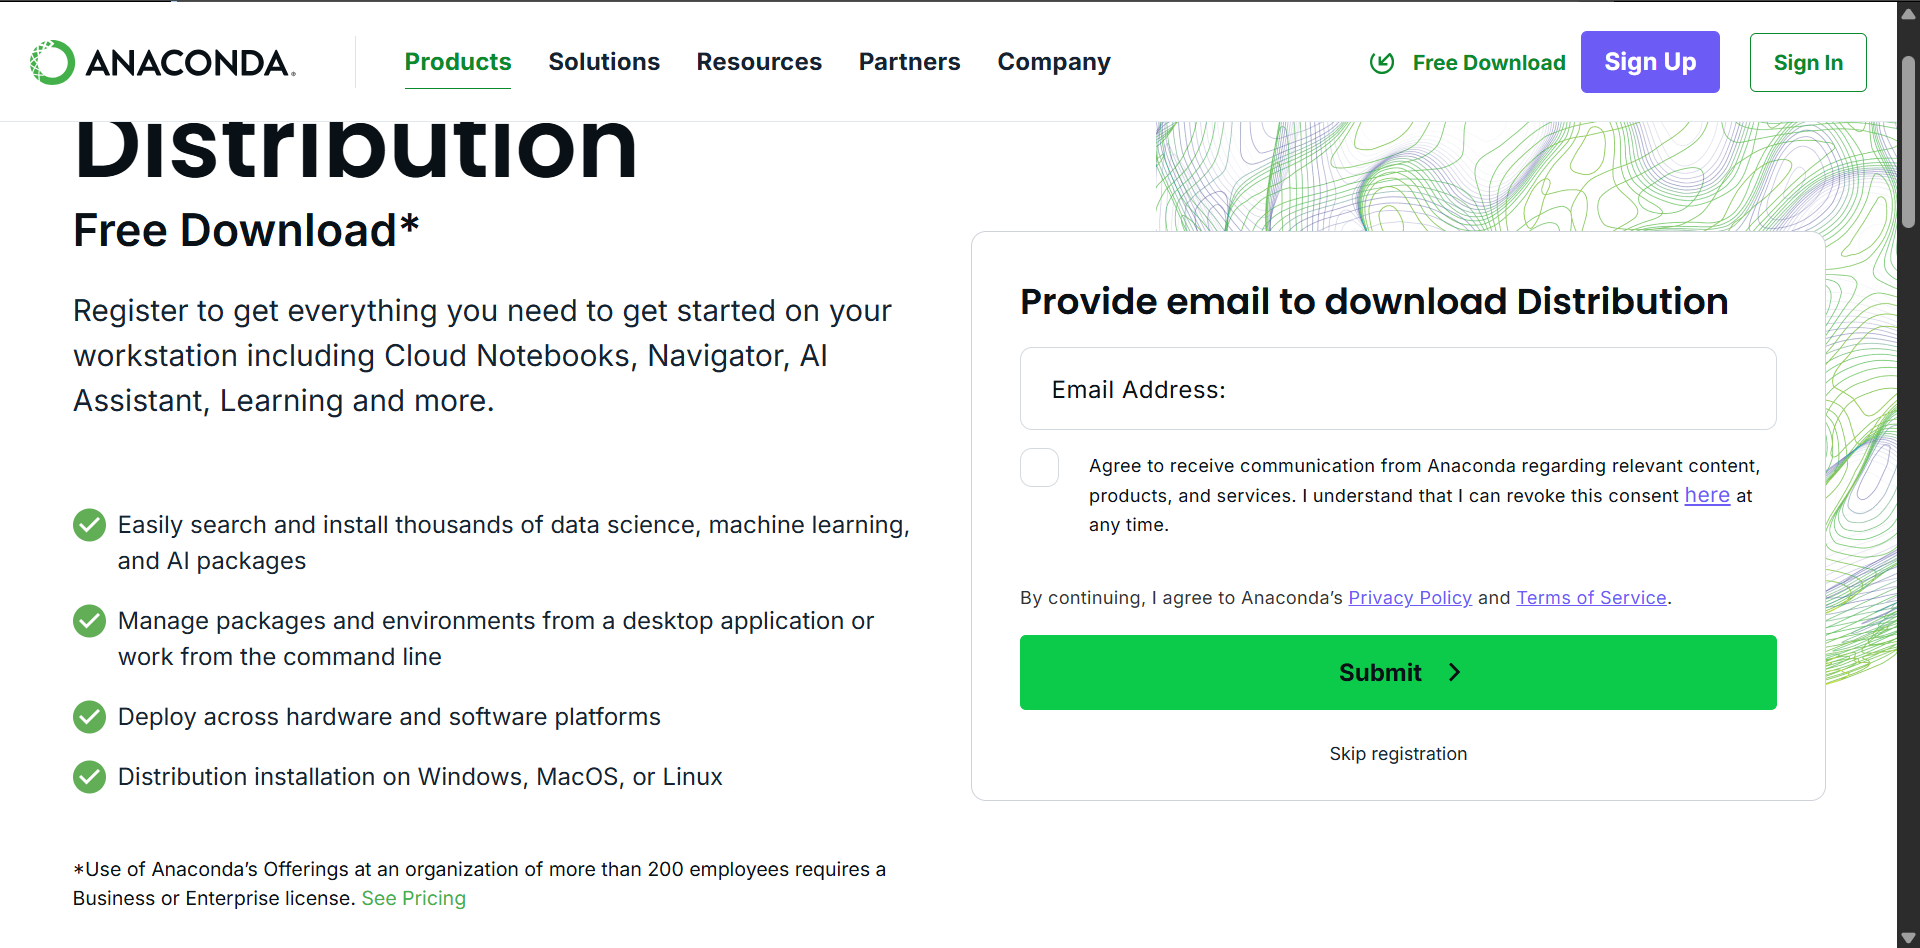 ANACONDA.
Products
Solutions
Resources
Partners
Company
Free Download
Sign Up
Sign In
Distribution
Free Download*
Register to get everything you need to get started on your
workstation including Cloud Notebooks, Navigator, AI
Assistant, Learning and more.
Easily search and install thousands of data science, machine learning,
and AI packages
Manage packages and environments from a desktop application or
work from the command line
Deploy across hardware and software platforms
Distribution installation on Windows, MacOS, or Linux
*Use of Anaconda’s Offerings at an organization of more than 200 employees requires a
Business or Enterprise license. See Pricing
Provide email to download Distribution
Email Address:
Agree to receive communication from Anaconda regarding relevant content,
products, and services. I understand that I can revoke this consent here at
any time.
By continuing, I agree to Anaconda’s Privacy Policy and Terms of Service.
Submit
Skip registration